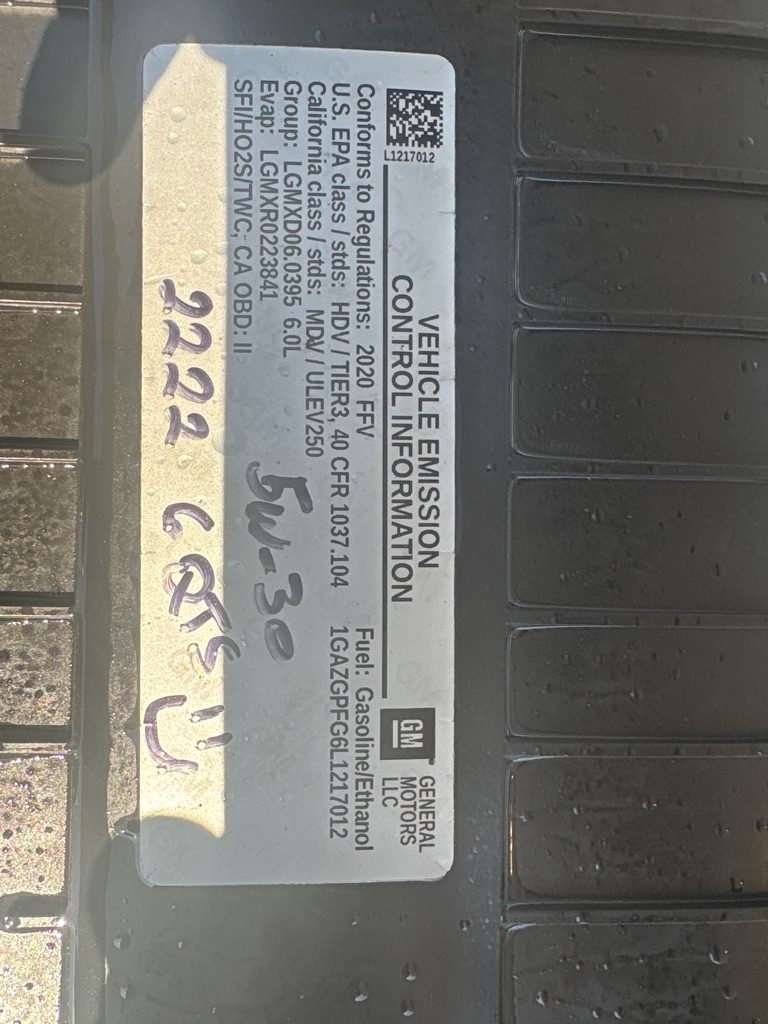 L1217012
VEHICLE EMISSION
CONTROL INFORMATION
GM
GENERAL
MOTORS
LLC
Conforms to Regulations: 2020 FFV
Fuel: Gasoline/Ethanol
U.S. EPA class / stds: HDV / TIER3, 40 CFR 1037.104
1GAZGPFG6L1217012
California class / stds: MDV / ULEV250
Group: LGMXD06.0395 6.0L
Evap: LGMXR0223841
SFI/HO2S/TWC, CA OBD: II
5W-30
2222 6 QTS